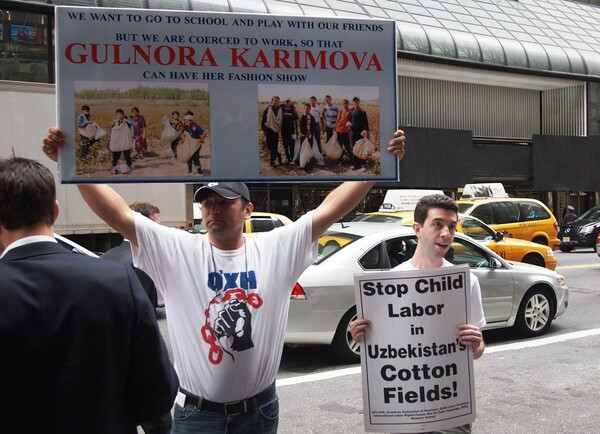 WE WANT TO GO TO SCHOOL AND PLAY WITH OUR FRIENDS
BUT WE ARE COERCED TO WORK, SO THAT
GULNORA KARIMOVA
CAN HAVE HER FASHION SHOW
O'XH
Stop Child
Labor
in
Uzbekistan's
Cotton
Fields!